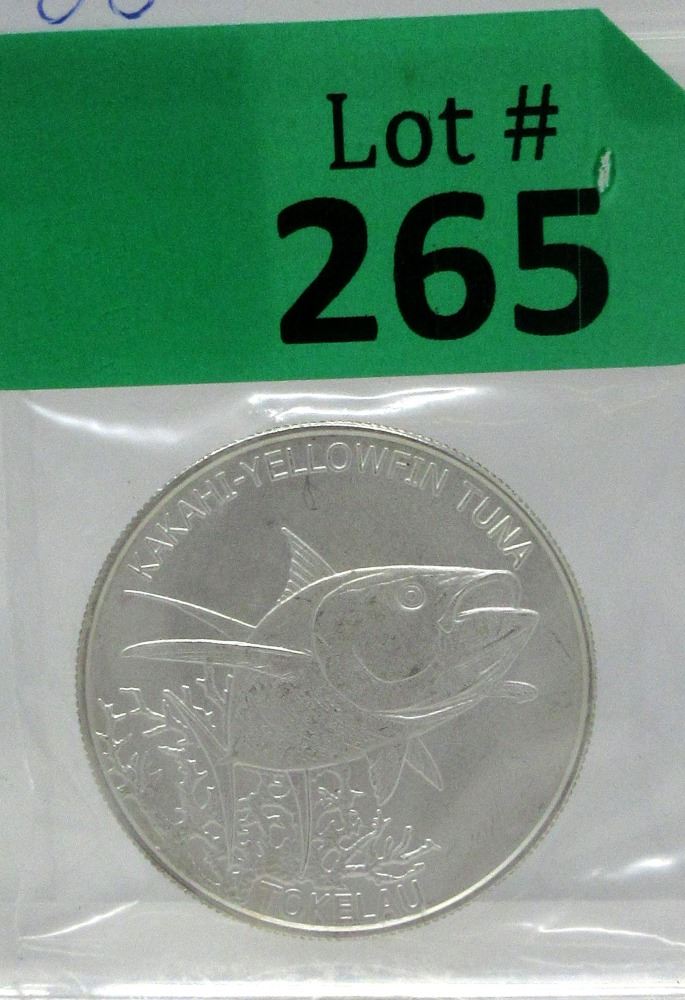 Lot #
265
KAKAHI-YELLOWFIN TUNA
TOKELAU